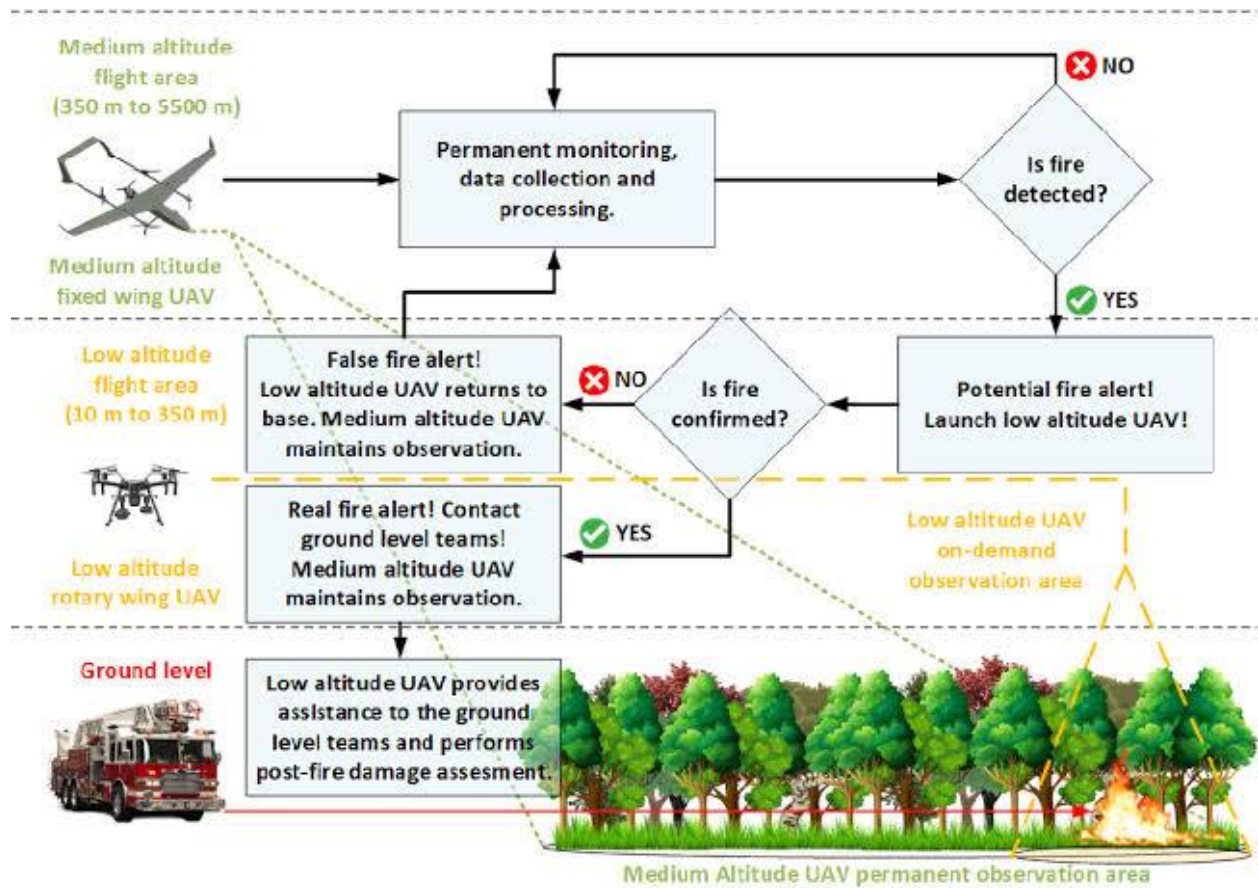 Medium altitude
flight area
(350 m to 5500 m)
Medium altitude
fixed wing UAV
Permanent monitoring,
data collection and
processing.
NO
Is fire
detected?
YES
Low altitude
flight area
(10 m to 350 m)
Low altitude
rotary wing UAV
False fire alert!
Low altitude UAV returns to
base. Medium altitude UAV
maintains observation.
NO
Is fire
confirmed?
Potential fire alert!
Launch low altitude UAV!
Real fire alert! Contact
ground level teams!
Medium altitude UAV
maintains observation.
YES
Low altitude UAV
on-demand
observation area
Ground level
Low altitude UAV provides
assistance to the ground
level teams and performs
post-fire damage assesment.
Medium Altitude UAV permanent observation area